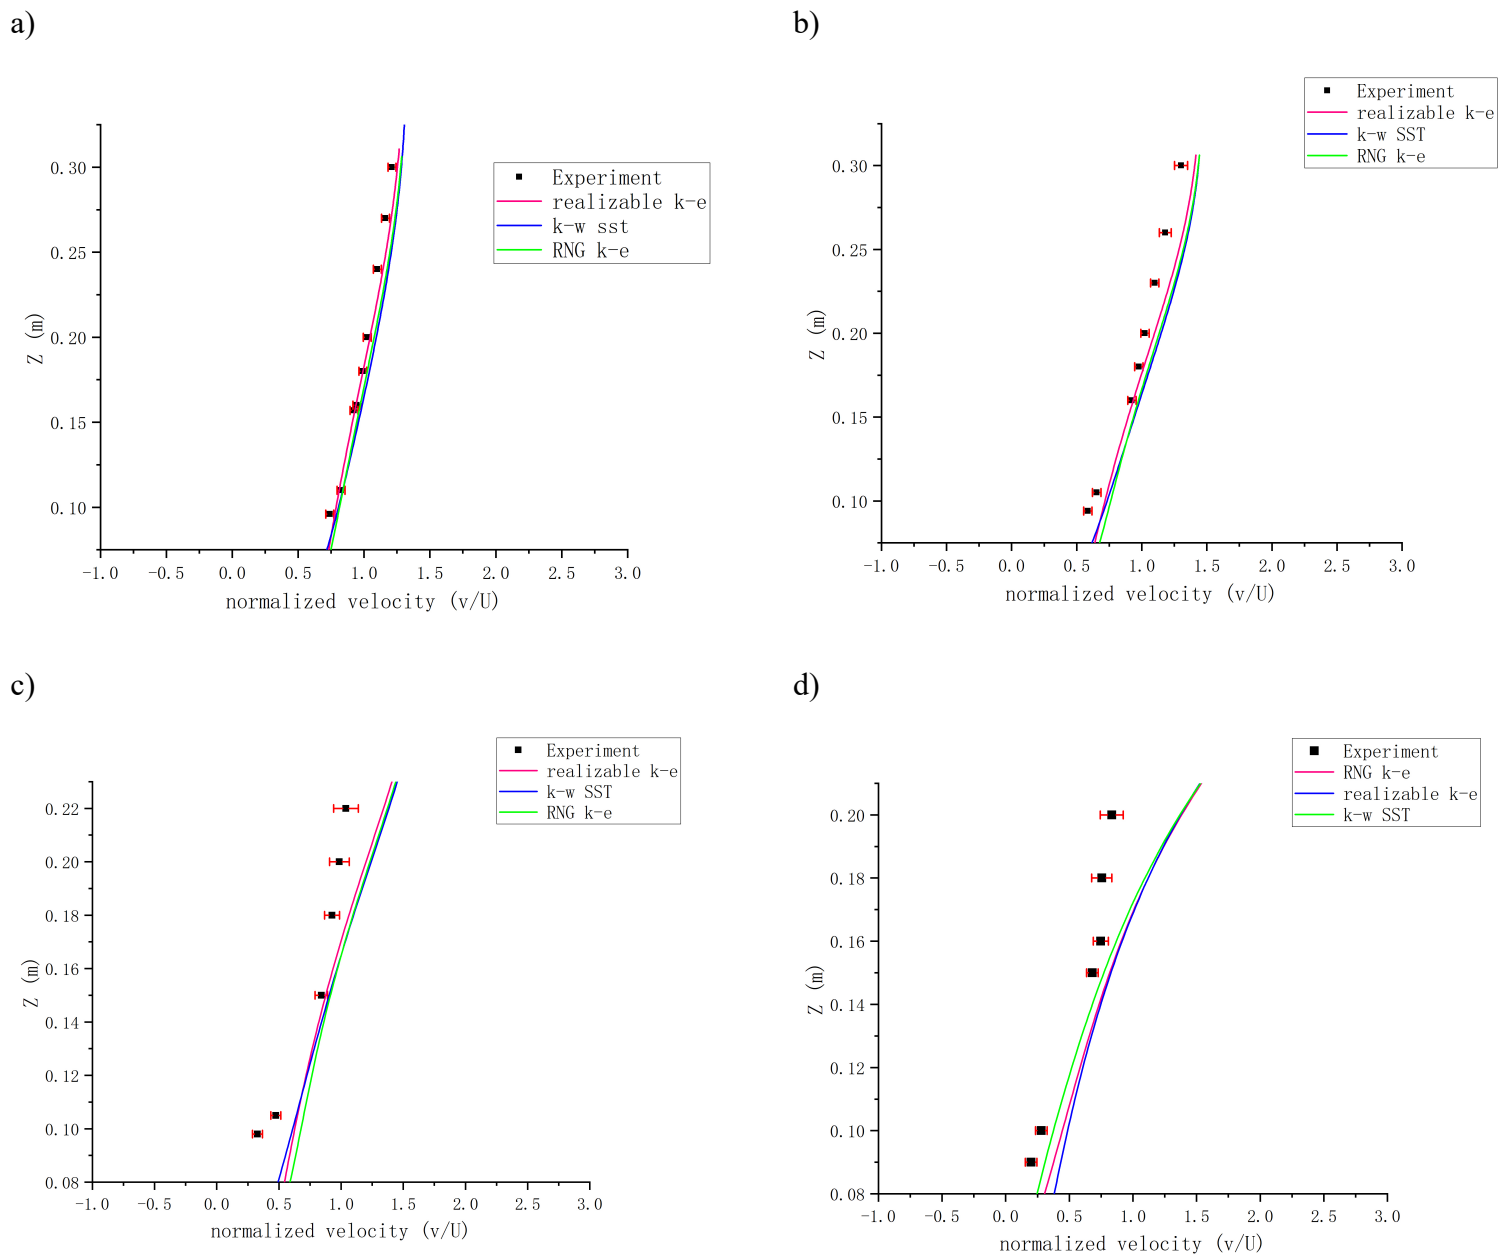 a)
Experiment
realizable k-e
k-w sst
RNG k-e
0.30
0.25
0.20
0.15
0.10
Z (m)
-1.0 -0.5 0.0 0.5 1.0 1.5 2.0 2.5 3.0
normalized velocity (v/U)
b)
Experiment
realizable k-e
k-w SST
RNG k-e
0.30
0.25
0.20
0.15
0.10
Z (m)
-1.0 -0.5 0.0 0.5 1.0 1.5 2.0 2.5 3.0
normalized velocity (v/U)
c)
Experiment
realizable k-e
k-w SST
RNG k-e
0.22
0.20
0.18
0.16
0.14
0.12
0.10
0.08
Z (m)
-1.0 -0.5 0.0 0.5 1.0 1.5 2.0 2.5 3.0
normalized velocity (v/U)
d)
Experiment
RNG k-e
realizable k-e
k-w SST
0.20
0.18
0.16
0.14
0.12
0.10
0.08
Z (m)
-1.0 -0.5 0.0 0.5 1.0 1.5 2.0 2.5 3.0
normalized velocity (v/U)